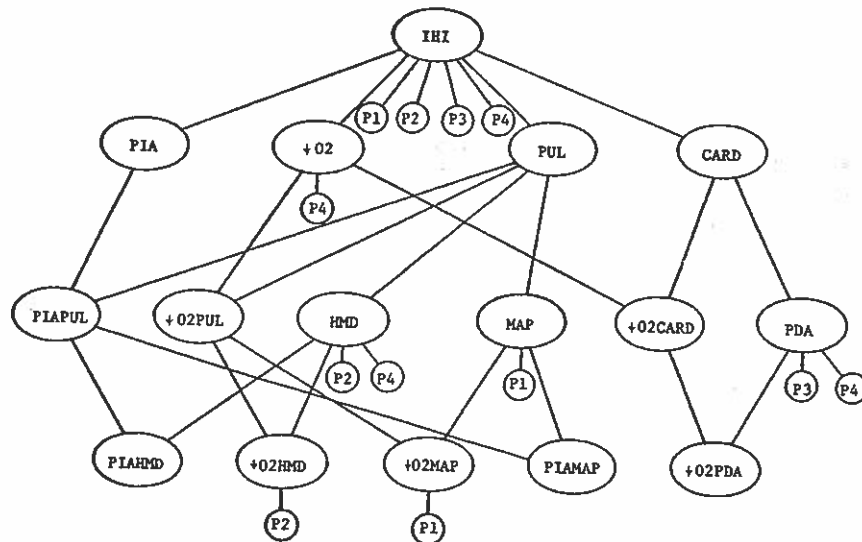 IHI
P1 P2 P3 P4
PIA ↓O2 PUL CARD
P4
PIAPUL ↓O2PUL HMD MAP ↓O2CARD PDA
P2 P4 P1 P3 P4
PIAHMD ↓O2HMD ↓O2MAP PIAMAP ↓O2PDA
P2 P1